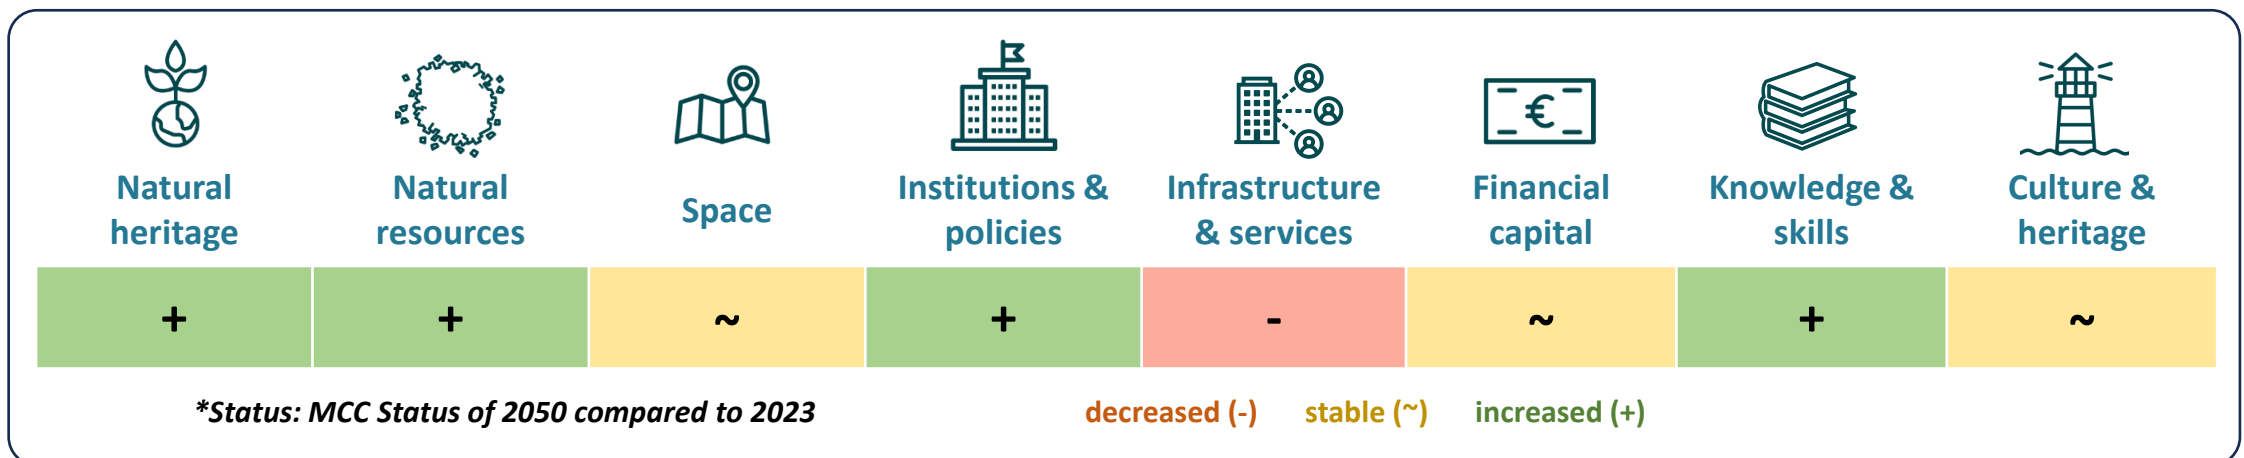 Natural heritage
Natural resources
Space
Institutions & policies
Infrastructure & services
€
Financial capital
Knowledge & skills
Culture & heritage
+
+
~
+
-
~
+
~
*Status: MCC Status of 2050 compared to 2023
decreased (-)
stable (~)
increased (+)